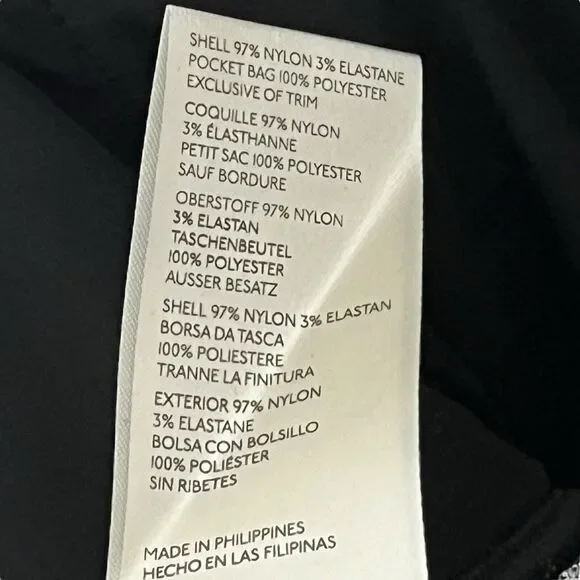 SHELL 97% NYLON 3% ELASTANE
POCKET BAG 100% POLYESTER
EXCLUSIVE OF TRIM
COQUILLE 97% NYLON
3% ÉLASTHANNE
PETIT SAC 100% POLYESTER
SAUF BORDURE
OBERSTOFF 97% NYLON
3% ELASTAN
TASCHENBEUTEL
100% POLYESTER
AUSSER BESATZ
SHELL 97% NYLON 3% ELASTAN
BORSA DA TASCA
100% POLIESTERE
TRANNE LA FINITURA
EXTERIOR 97% NYLON
3% ELASTANE
BOLSA CON BOLSILLO
100% POLIÉSTER
SIN RIBETES
MADE IN PHILIPPINES
HECHO EN LAS FILIPINAS